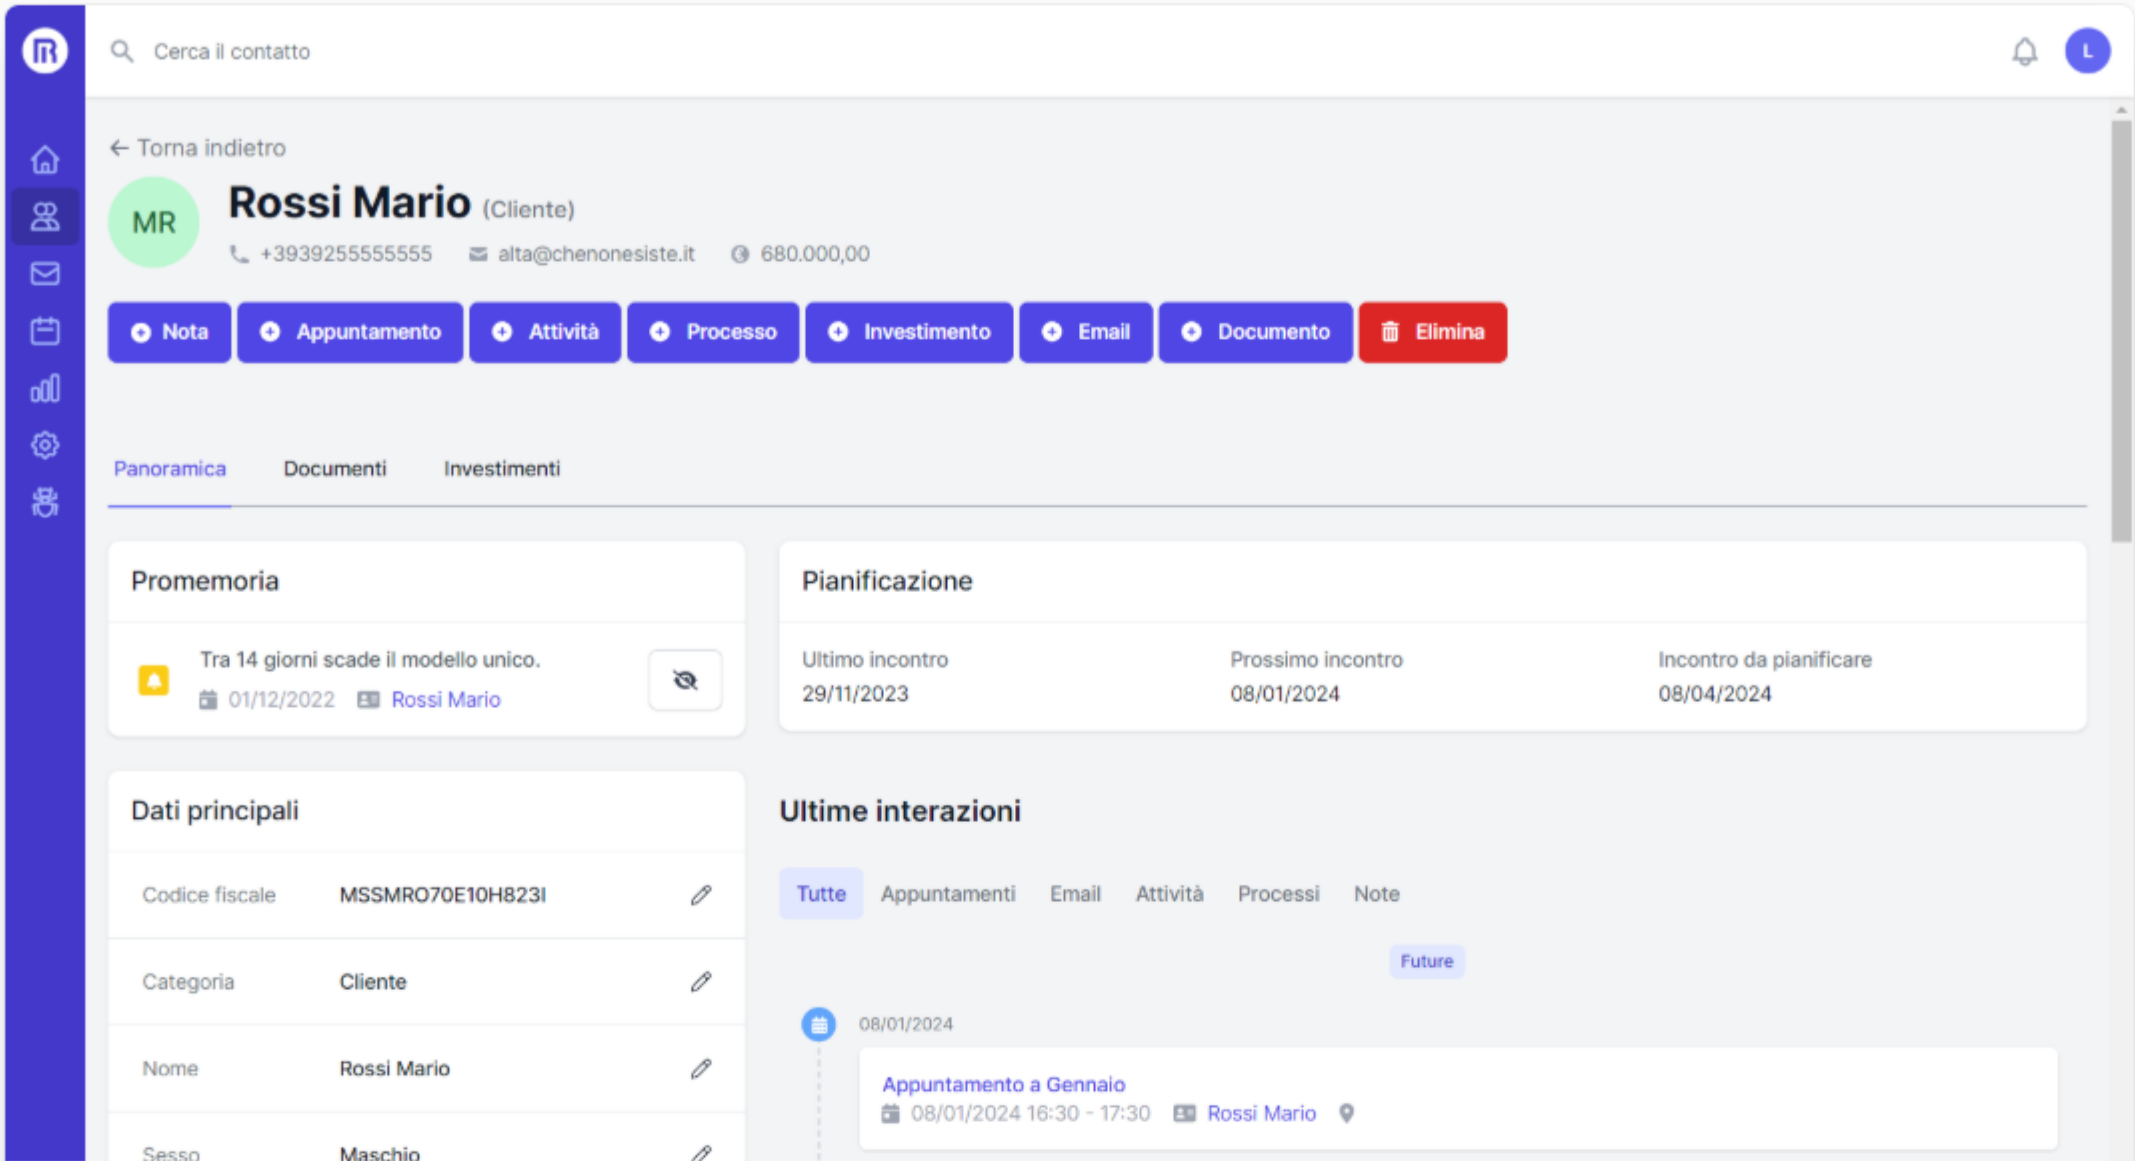 Cerca il contatto
L
← Torna indietro
MR
Rossi Mario (Cliente)
+3939255555555 alta@chenonesiste.it 680.000,00
Nota Appuntamento Attività Processo Investimento Email Documento Elimina
Panoramica Documenti Investimenti
Promemoria
Tra 14 giorni scade il modello unico.
01/12/2022 Rossi Mario
Pianificazione
Ultimo incontro Prossimo incontro Incontro da pianificare
29/11/2023 08/01/2024 08/04/2024
Dati principali
Codice fiscale MSSMRO70E10H823I
Categoria Cliente
Nome Rossi Mario
Sesso Maschio
Ultime interazioni
Tutte Appuntamenti Email Attività Processi Note
Future
08/01/2024
Appuntamento a Gennaio
08/01/2024 16:30 - 17:30 Rossi Mario